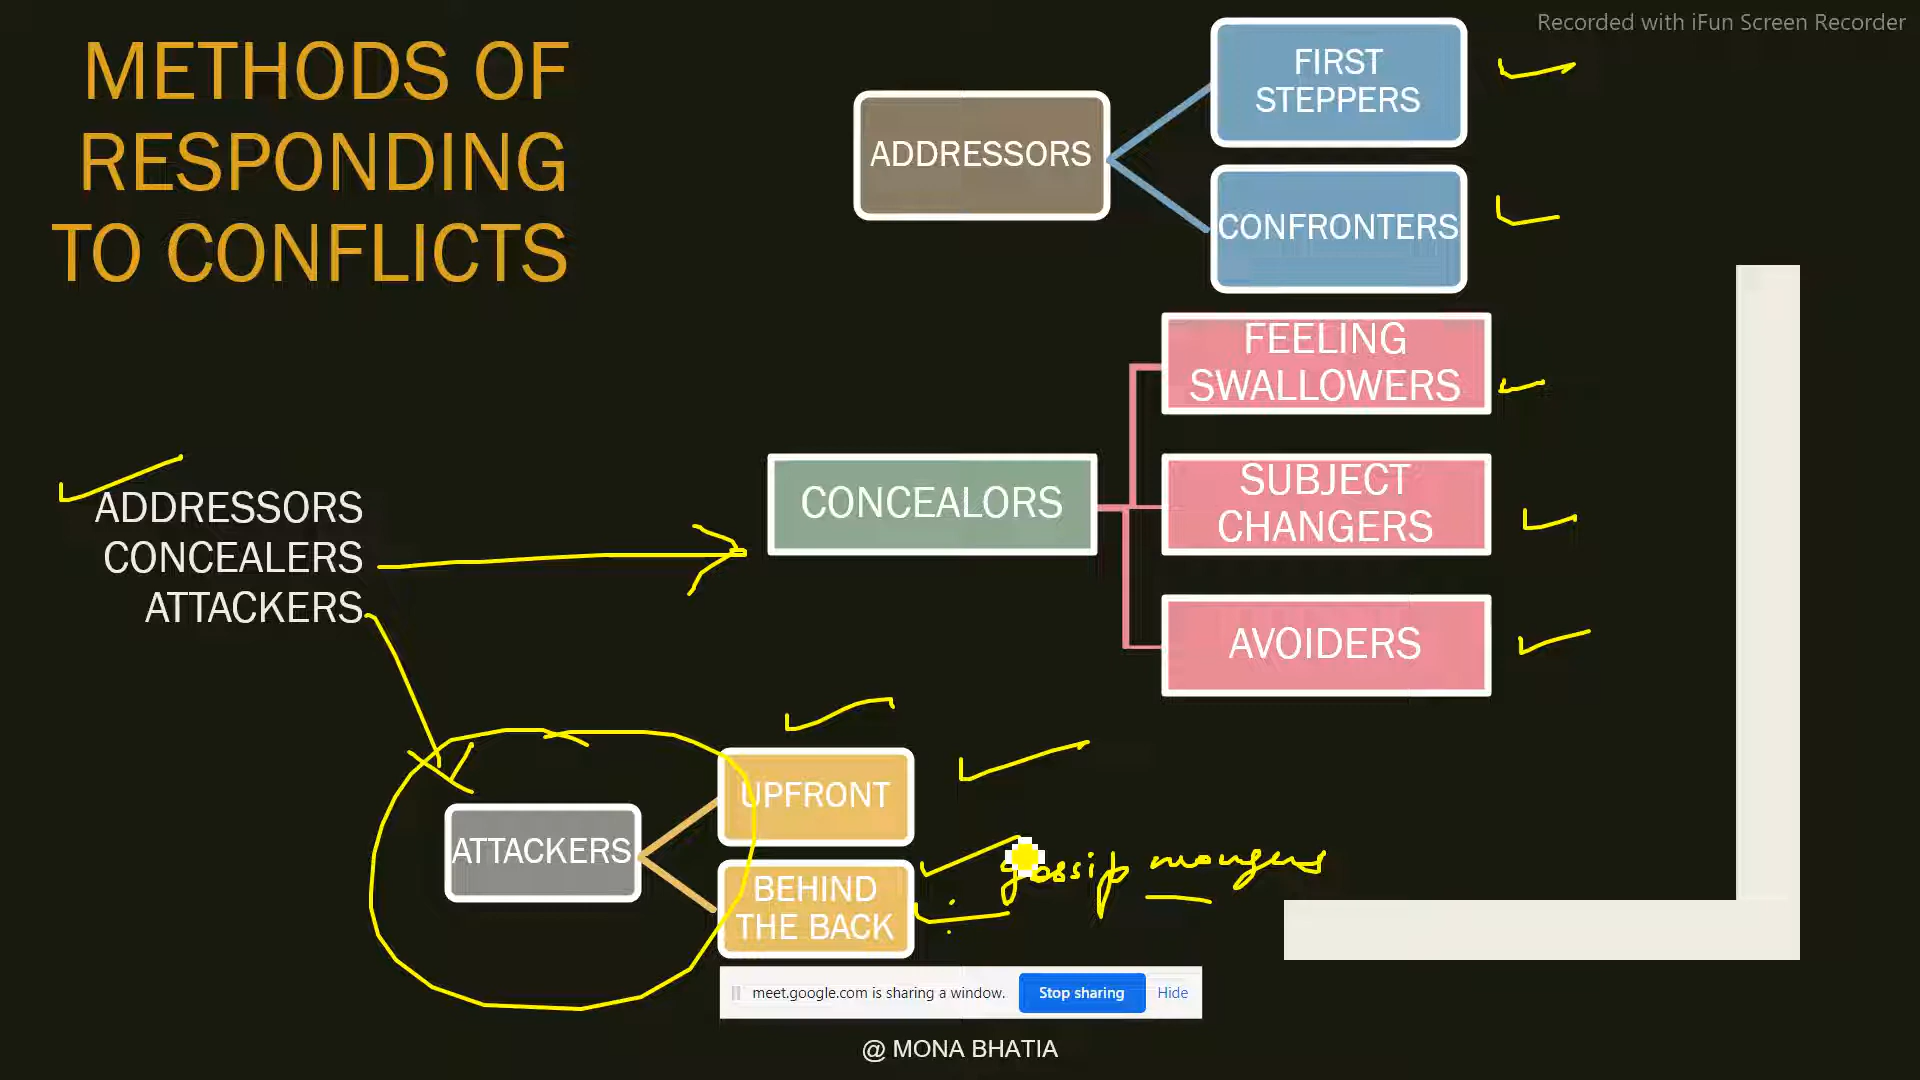 Recorded with iFun Screen Recorder
METHODS OF
RESPONDING
TO CONFLICTS
ADDRESSORS
FIRST
STEPPERS
CONFRONTERS
CONCEALORS
FEELING
SWALLOWERS
SUBJECT
CHANGERS
AVOIDERS
ADDRESSORS
CONCEALERS
ATTACKERS
ATTACKERS
UPFRONT
BEHIND
THE BACK
gossip mongers
meet.google.com is sharing a window.
Stop sharing
Hide
@ MONA BHATIA